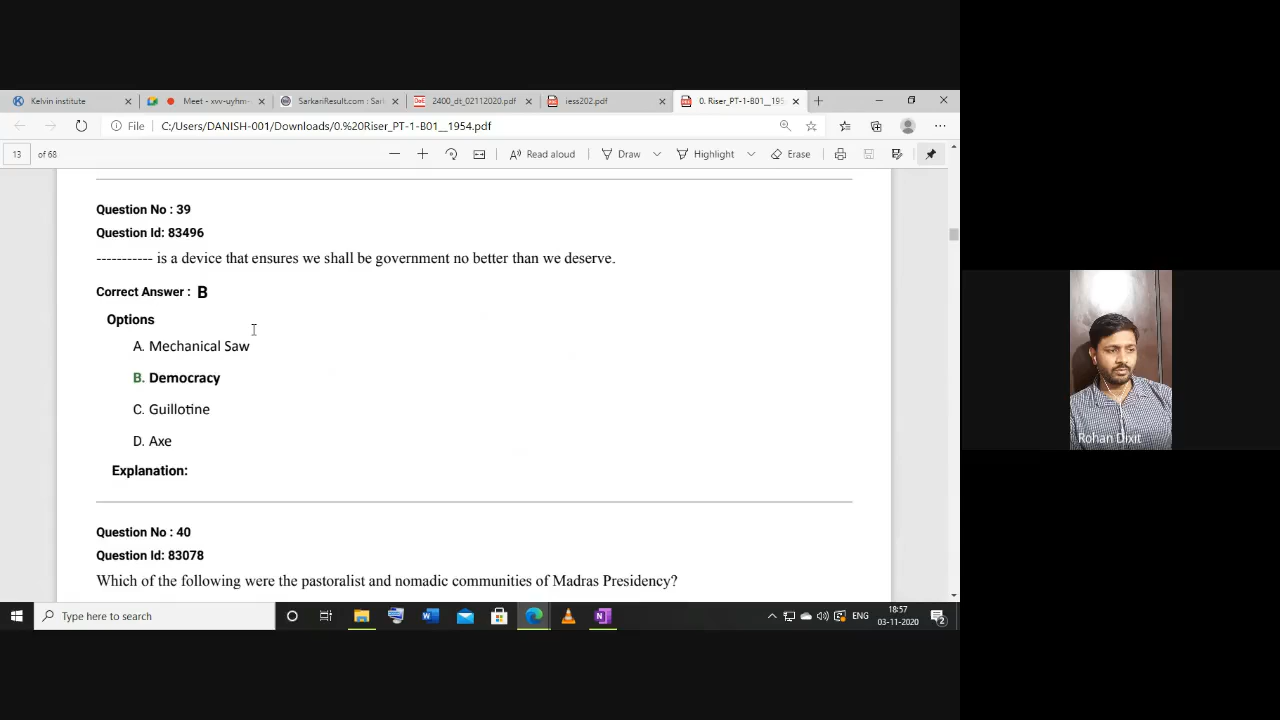 Kelvin institute
Meet - xvv-uyhm-
SarkariResult.com : Sark
2400_dt_02112020.pdf
iess202.pdf
0. Riser_PT-1-B01__195
File
C:/Users/DANISH-001/Downloads/0.%20Riser_PT-1-B01__1954.pdf
13 of 68
Read aloud
Draw
Highlight
Erase
Question No : 39
Question Id: 83496
----------- is a device that ensures we shall be government no better than we deserve.
Correct Answer : B
Options
A. Mechanical Saw
B. Democracy
C. Guillotine
D. Axe
Explanation:
Question No : 40
Question Id: 83078
Which of the following were the pastoralist and nomadic communities of Madras Presidency?
Rohan Dixit
Type here to search
ENG
18:57
03-11-2020
2